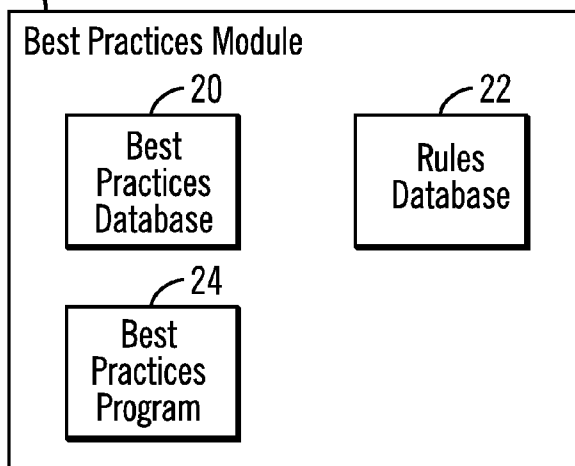 Best Practices Module
20
Best
Practices
Database
22
Rules
Database
24
Best
Practices
Program